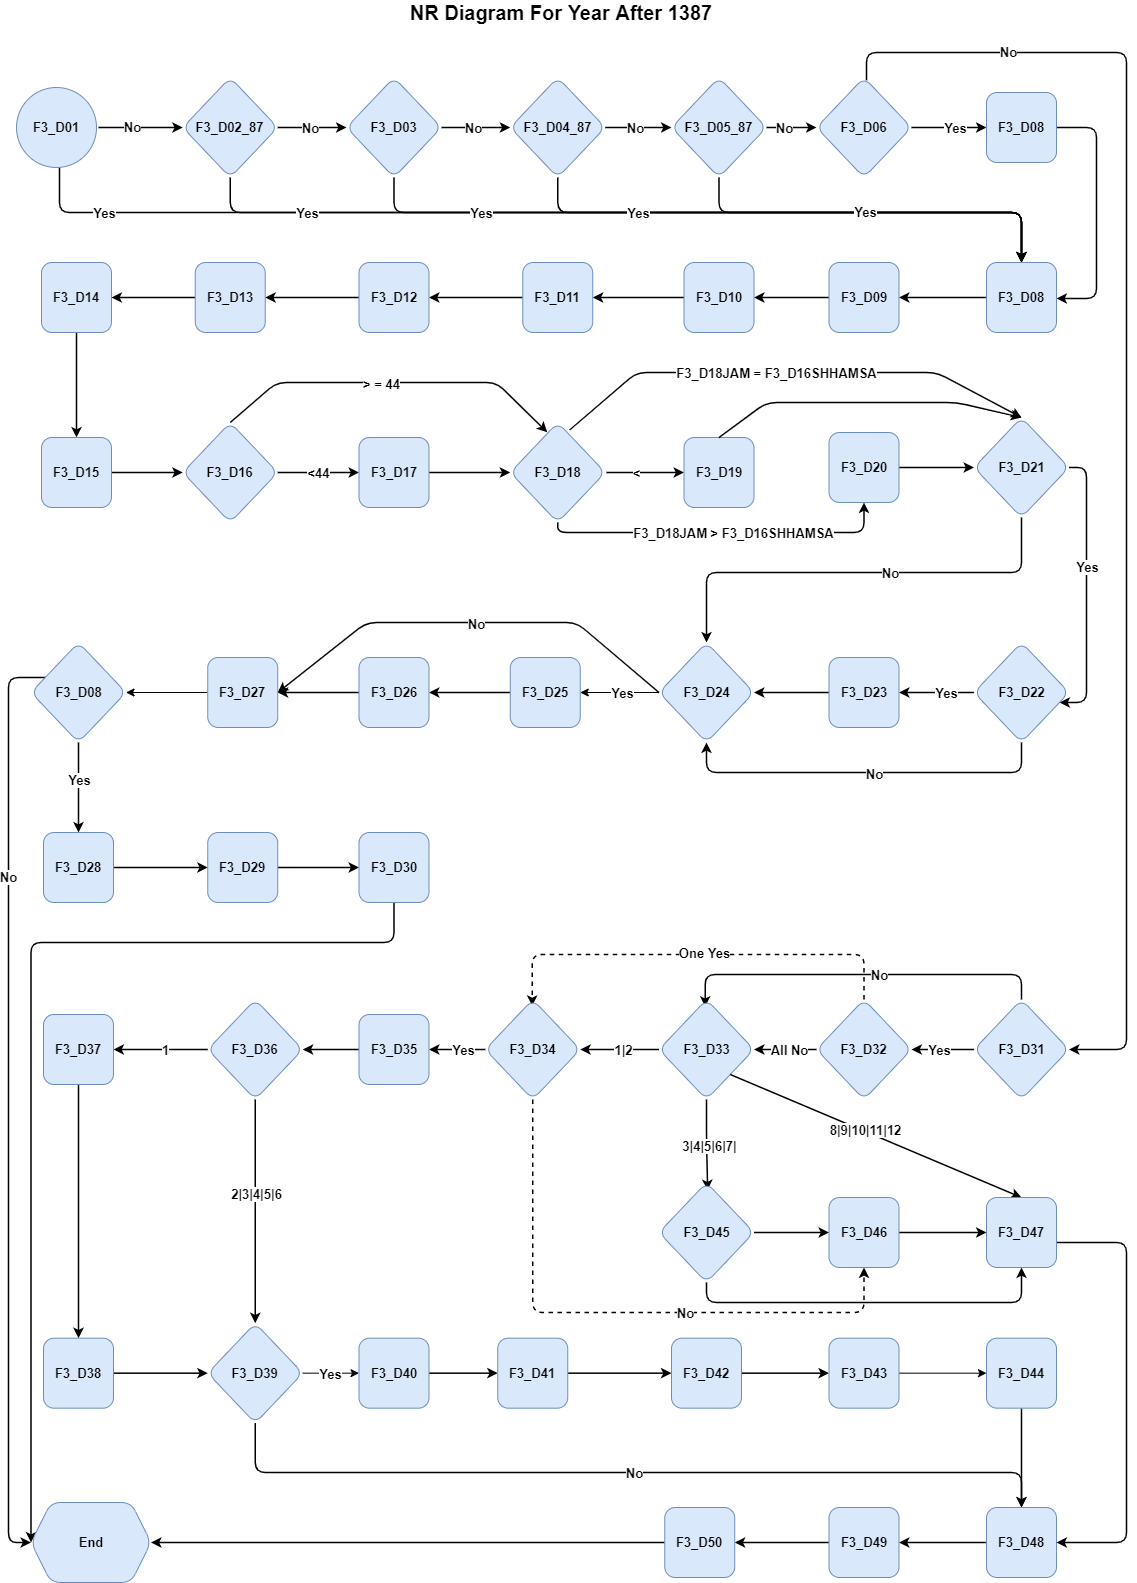 NR Diagram For Year After 1387
No
F3_D01
No
F3_D02_87
No
F3_D03
No
F3_D04_87
No
F3_D05_87
No
F3_D06
Yes
F3_D08
Yes
Yes
Yes
Yes
Yes
F3_D14
F3_D13
F3_D12
F3_D11
F3_D10
F3_D09
F3_D08
> = 44
F3_D18JAM = F3_D16SHHAMSA
F3_D15
F3_D16
<44
F3_D17
F3_D18
<
F3_D19
F3_D20
F3_D21
F3_D18JAM > F3_D16SHHAMSA
No
Yes
No
F3_D08
F3_D27
F3_D26
F3_D25
Yes
F3_D24
F3_D23
Yes
F3_D22
Yes
No
F3_D28
F3_D29
F3_D30
No
One Yes
No
F3_D37
1
F3_D36
F3_D35
Yes
F3_D34
1|2
F3_D33
All No
F3_D32
Yes
F3_D31
3|4|5|6|7|
8|9|10|11|12
2|3|4|5|6
F3_D45
F3_D46
F3_D47
No
F3_D38
F3_D39
Yes
F3_D40
F3_D41
F3_D42
F3_D43
F3_D44
No
End
F3_D50
F3_D49
F3_D48